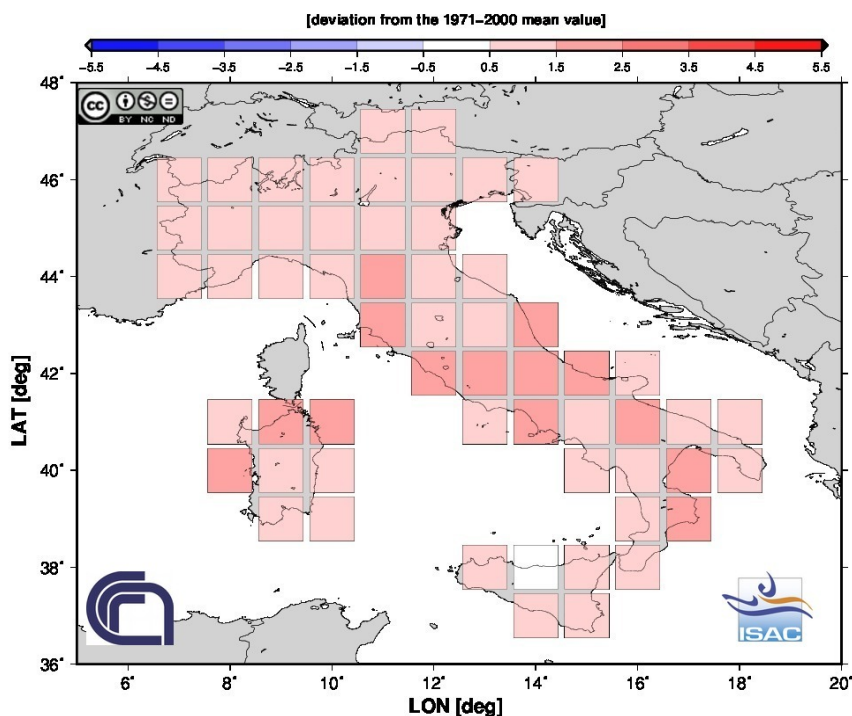 [deviation from the 1971−2000 mean value]
−5.5 −4.5 −3.5 −2.5 −1.5 −0.5 0.5 1.5 2.5 3.5 4.5 5.5
48°
cc
BY NC ND
46°
44°
42°
LAT [deg]
40°
38°
ISAC
36°
6° 8° 10° 12° 14° 16° 18° 20°
LON [deg]